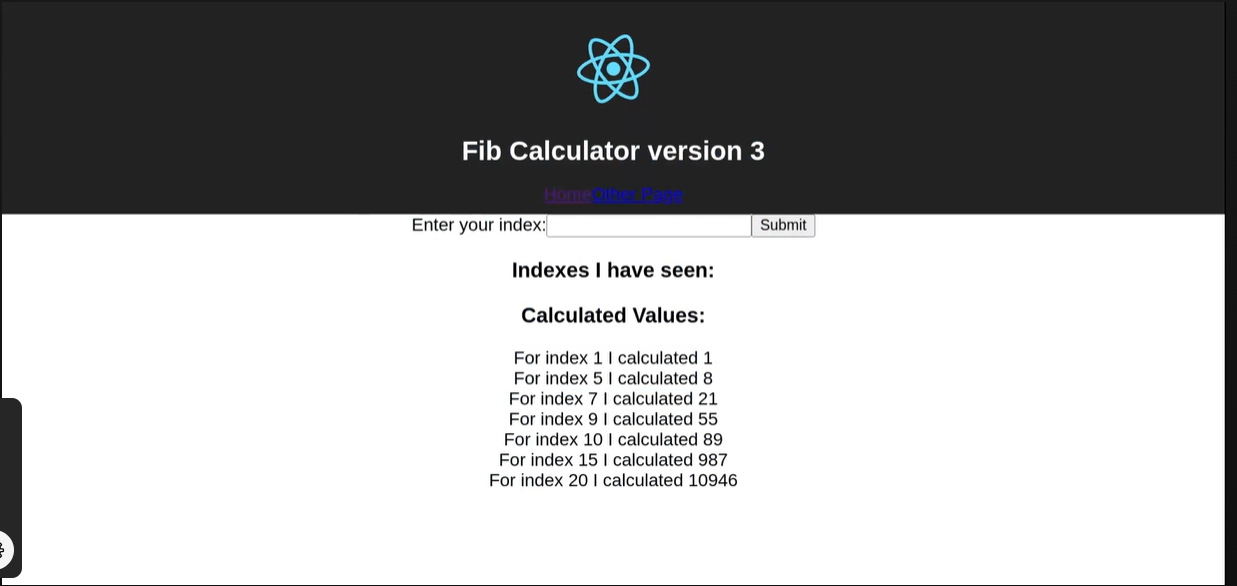 Fib Calculator version 3
HomeOther Page
Enter your index: Submit
Indexes I have seen:
Calculated Values:
For index 1 I calculated 1
For index 5 I calculated 8
For index 7 I calculated 21
For index 9 I calculated 55
For index 10 I calculated 89
For index 15 I calculated 987
For index 20 I calculated 10946